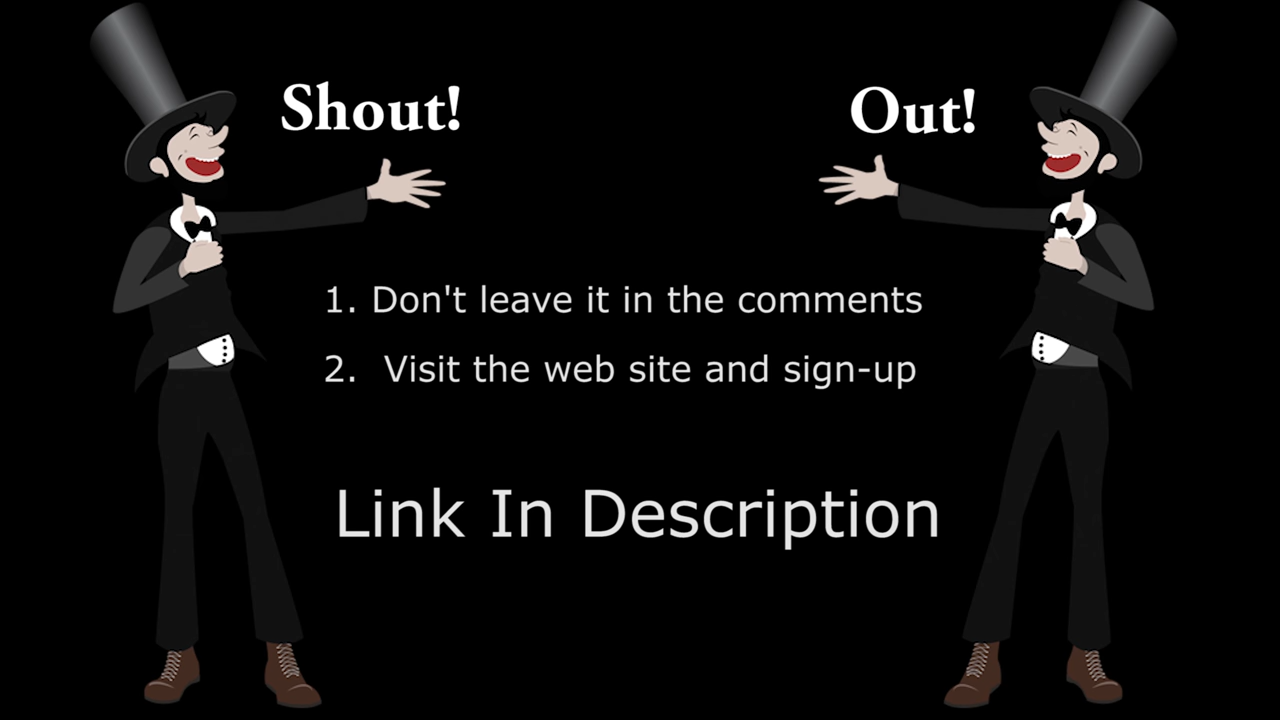 Shout! Out!
1. Don't leave it in the comments
2. Visit the web site and sign-up
Link In Description